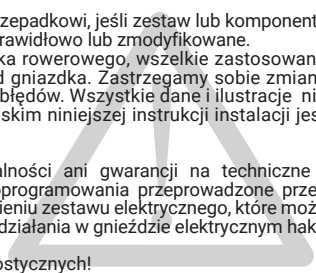 zepadkowi, jeśli zestaw lub komponent
rawidłowo lub zmodyfikowane.
ka rowerowego, wszelkie zastosowan
d gniazdka. Zastrzegamy sobie zmian
błędów. Wszystkie dane i ilustracje ni
skim niniejszej instrukcji instalacji jes
alności ani gwarancji na techniczne
oprogramowania przeprowadzone prze
ieniu zestawu elektrycznego, które moż
działania w gnieździe elektrycznym hak
ostycznych!